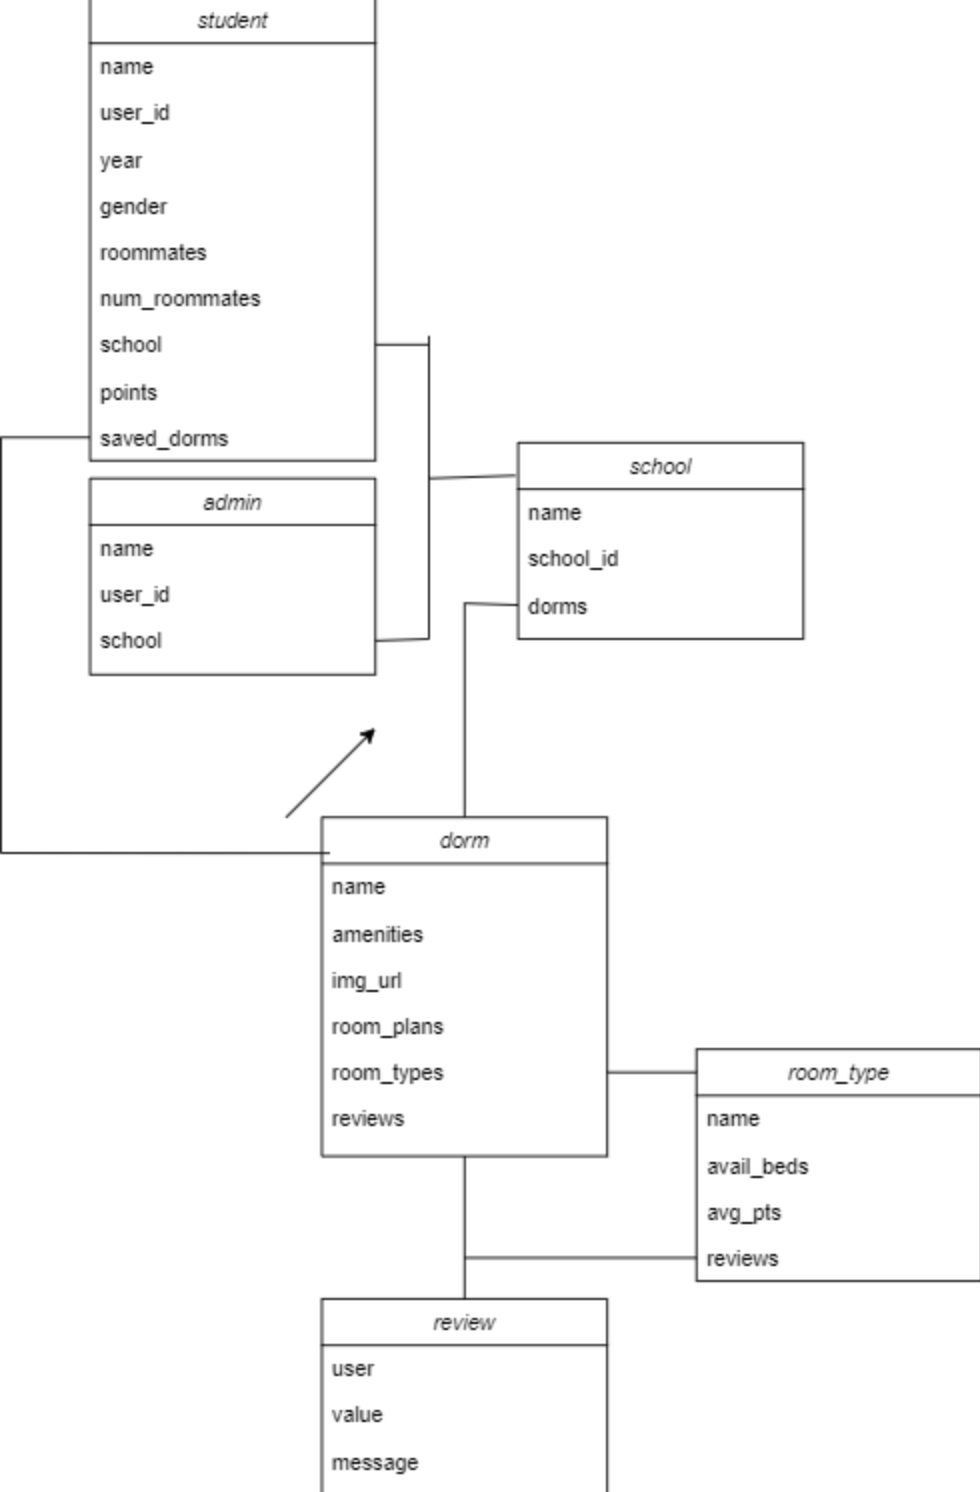 student
name
user_id
year
gender
roommates
num_roommates
school
points
saved_dorms
admin
name
user_id
school
school
name
school_id
dorms
dorm
name
amenities
img_url
room_plans
room_types
reviews
room_type
name
avail_beds
avg_pts
reviews
review
user
value
message